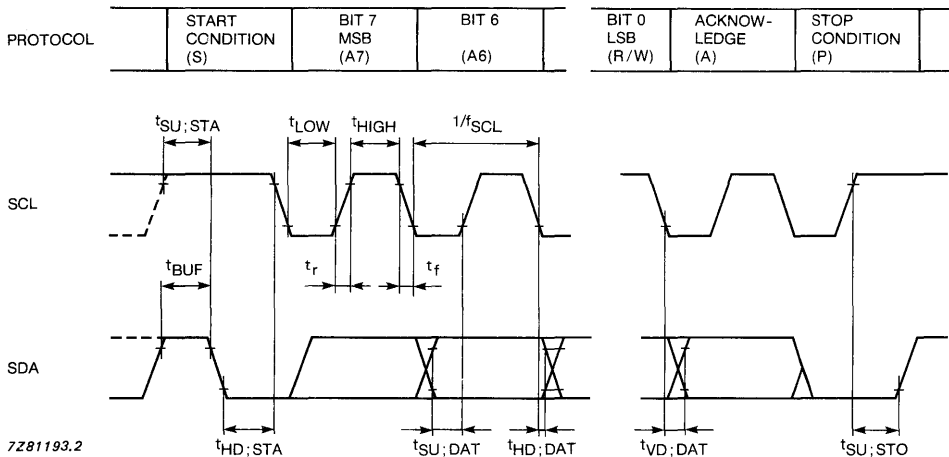 PROTOCOL
START CONDITION (S)
BIT 7 MSB (A7)
BIT 6 (A6)
BIT 0 LSB (R/W)
ACKNOW- LEDGE (A)
STOP CONDITION (P)
tSU;STA
tLOW
tHIGH
1/fSCL
SCL
tBUF
tr
tf
SDA
tHD;STA
tSU;DAT
tHD;DAT
tVD;DAT
tSU;STO
7Z81193.2